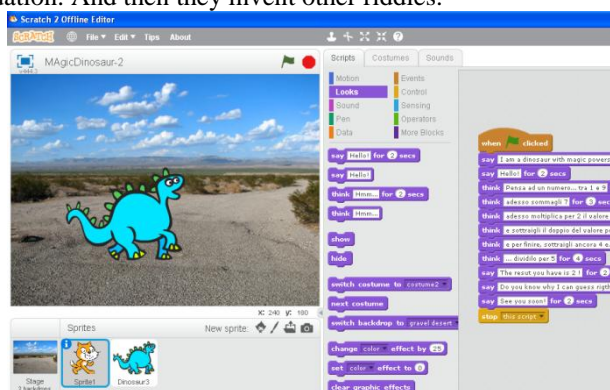 uation. And then they invent other riddles.
Scratch 2 Offline Editor
SCRATCH File Edit Tips About
MAgicDinosaur-2
Scripts Costumes Sounds
Motion Events
Looks Control
Sound Sensing
Pen Operators
Data More Blocks
say Hello! for 2 secs
say Hello!
think Hmm... for 2 secs
think Hmm...
show
hide
switch costume to costume2
next costume
switch backdrop to gravel desert
change color effect by 25
set color effect to 0
clear graphic effects
when clicked
say I am a dinosaur with magic powers
say Hello! for 2 secs
think Pensa ad un numero... tra 1 e 9
think adesso sommagli 7 for 3 sec
think adesso moltiplica per 2 il valore
think e sottraigli il doppio del valore
think e per finire, sottraigli ancora 4
think ... dividilo per 5 for 4 secs
say The resut you have is 2 ! for 2
say Do you know why I can guess rigth
say See you soon! for 2 secs
stop this script
X: 240 y: 180
Sprites New sprite:
Stage
2 backdrops
Sprite1
Dinosaur3